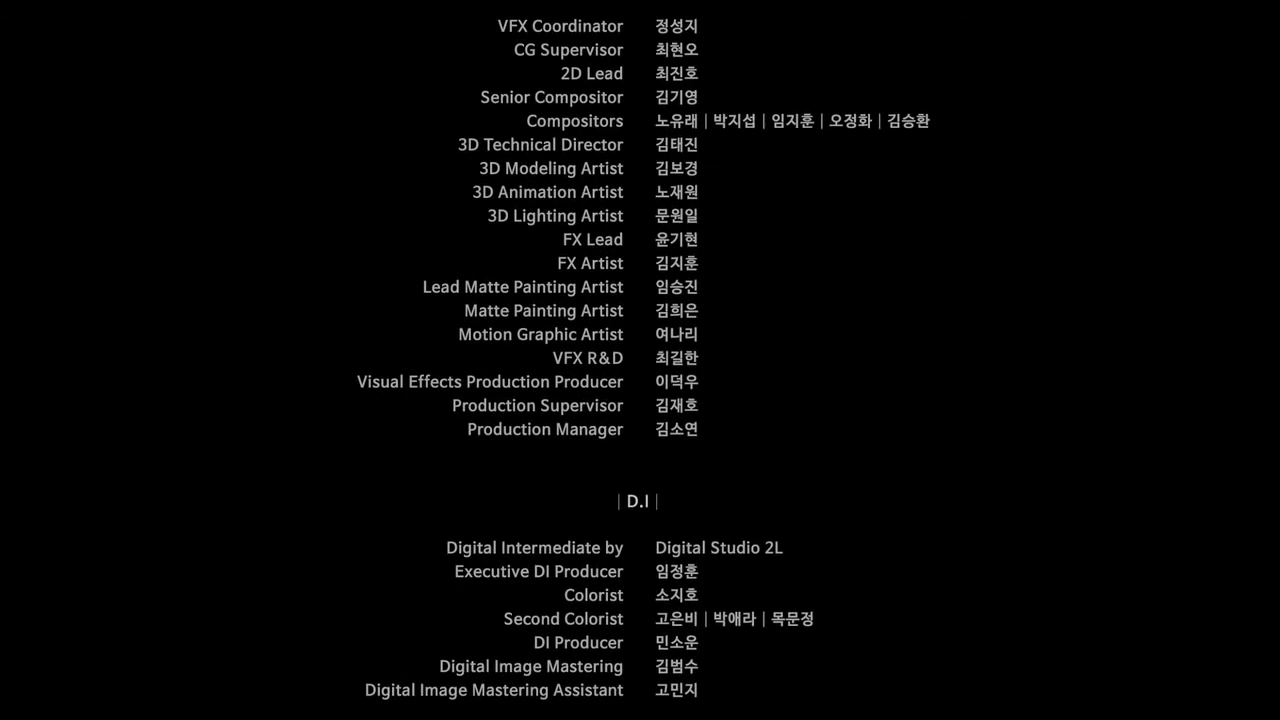 VFX Coordinator 정성지
CG Supervisor 최현오
2D Lead 최진호
Senior Compositor 김기영
Compositors 노유래 | 박지섭 | 임지훈 | 오정화 | 김승환
3D Technical Director 김태진
3D Modeling Artist 김보경
3D Animation Artist 노재원
3D Lighting Artist 문원일
FX Lead 윤기현
FX Artist 김지훈
Lead Matte Painting Artist 임승진
Matte Painting Artist 김희은
Motion Graphic Artist 여나리
VFX R&D 최길한
Visual Effects Production Producer 이덕우
Production Supervisor 김재호
Production Manager 김소연
| D.I |
Digital Intermediate by Digital Studio 2L
Executive DI Producer 임정훈
Colorist 소지호
Second Colorist 고은비 | 박애라 | 목문정
DI Producer 민소운
Digital Image Mastering 김범수
Digital Image Mastering Assistant 고민지